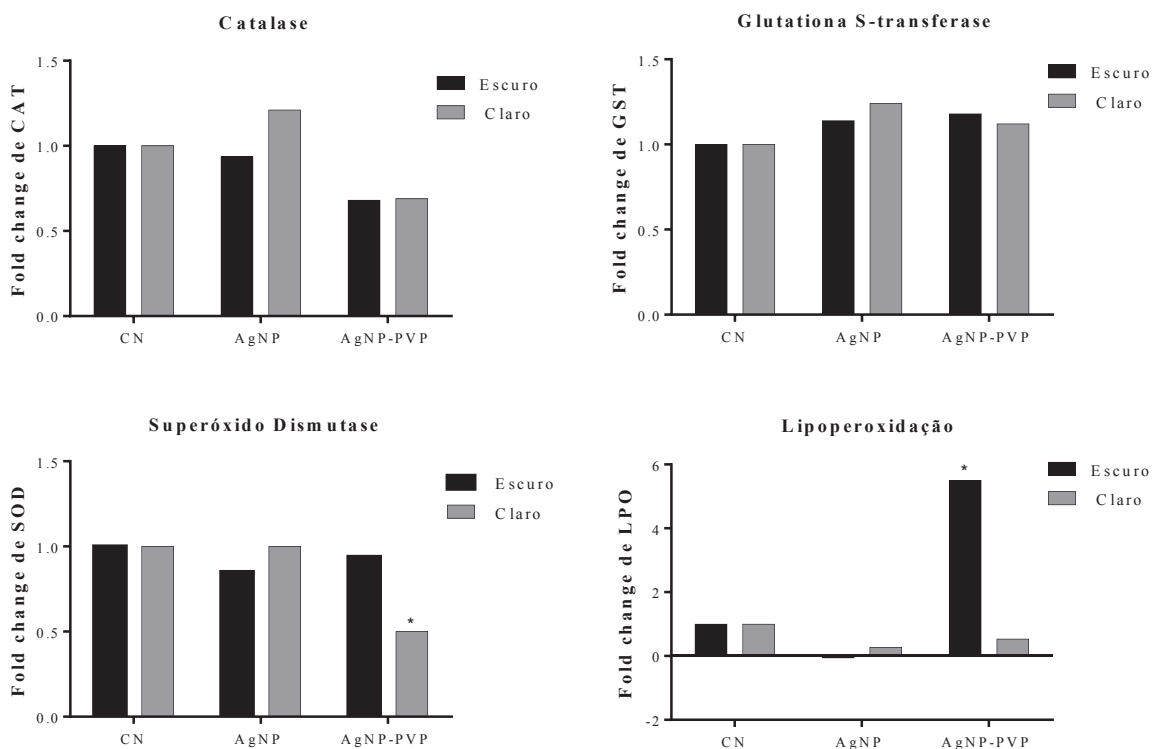 Catalase
Fold change de CAT
1.5
1.0
0.5
0.0
CN AgNP AgNP-PVP
Escuro
Claro
Glutationa S-transferase
Fold change de GST
1.5
1.0
0.5
0.0
CN AgNP AgNP-PVP
Escuro
Claro
Superóxido Dismutase
Fold change de SOD
1.5
1.0
0.5
0.0
*
CN AgNP AgNP-PVP
Escuro
Claro
Lipoperoxidação
Fold change de LPO
6
4
2
0
-2
*
CN AgNP AgNP-PVP
Escuro
Claro